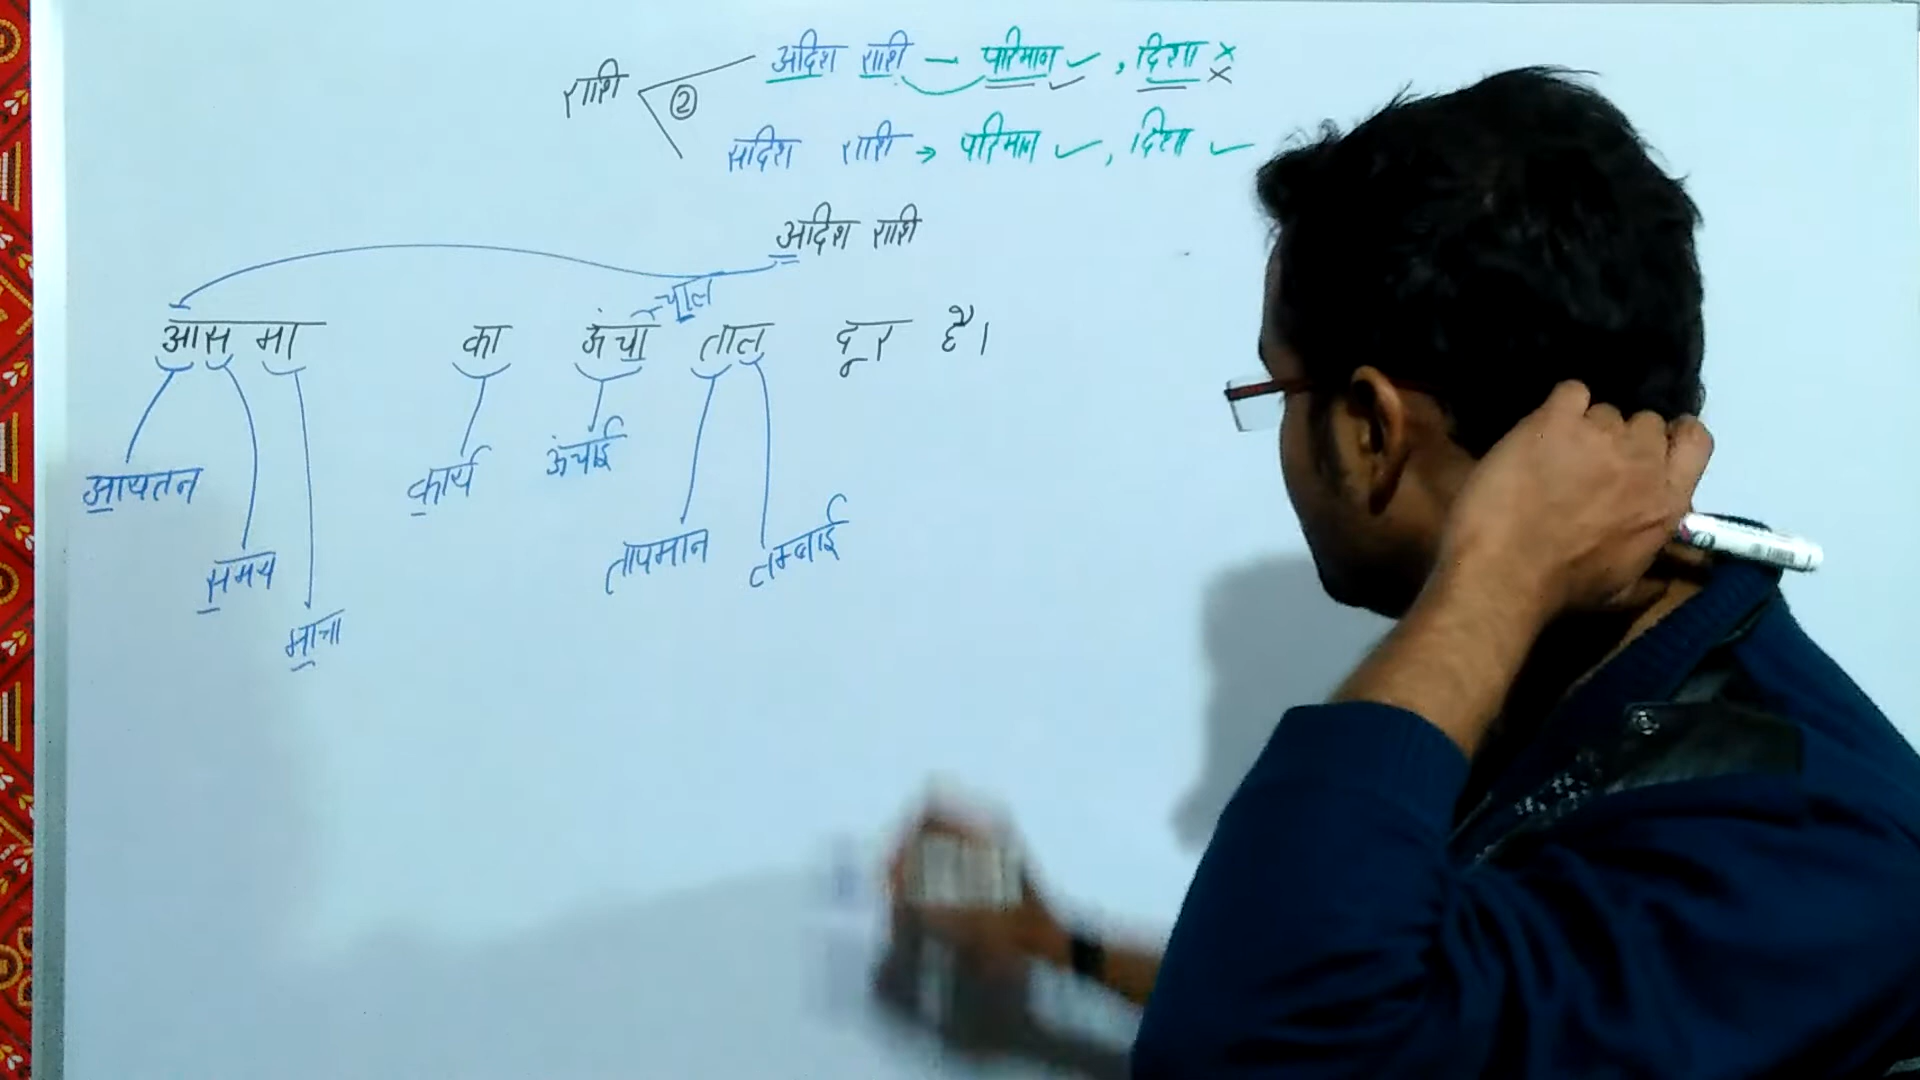 राशि ② अदिश राशि – परिमाण ✓, दिशा ✗ ✗
सदिश राशि → परिमाण ✓, दिशा ✓
अदिश राशि
चाल
आस मा का ऊंचा ताल दूर है।
आयतन कार्य ऊंचाई
समय तापमान लम्बाई
मात्रा